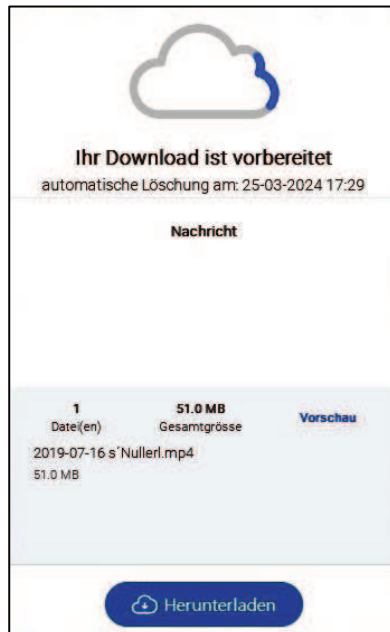 Ihr Download ist vorbereitet
automatische Löschung am: 25-03-2024 17:29
Nachricht
1
Datei(en)
51.0 MB
Gesamtgrösse
Vorschau
2019-07-16 s´Nullerl.mp4
51.0 MB
Herunterladen